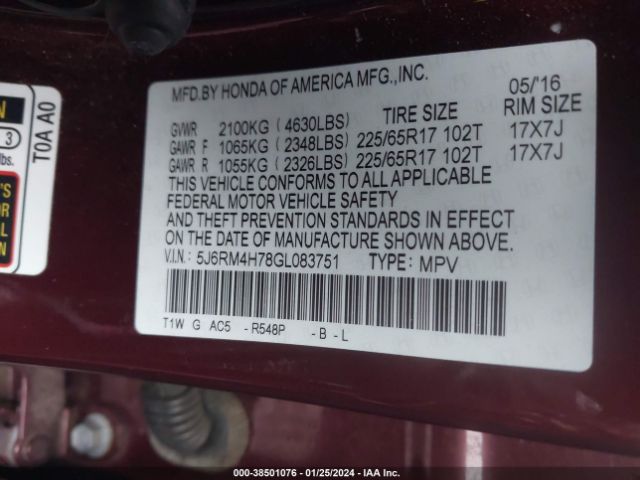 MFD.BY HONDA OF AMERICA MFG.,INC. 05/'16
TIRE SIZE RIM SIZE
GVWR 2100KG ( 4630LBS)
GAWR F 1065KG ( 2348LBS) 225/65R17 102T 17X7J
GAWR R 1055KG ( 2326LBS) 225/65R17 102T 17X7J
THIS VEHICLE CONFORMS TO ALL APPLICABLE
FEDERAL MOTOR VEHICLE SAFETY
AND THEFT PREVENTION STANDARDS IN EFFECT
ON THE DATE OF MANUFACTURE SHOWN ABOVE.
V.I.N.: 5J6RM4H78GL083751 TYPE: MPV
T1W G AC5 -R548P -B-L
N
3
lbs.
T0A A0
'S
OR
L
N
000-38501076 - 01/25/2024 - IAA Inc.